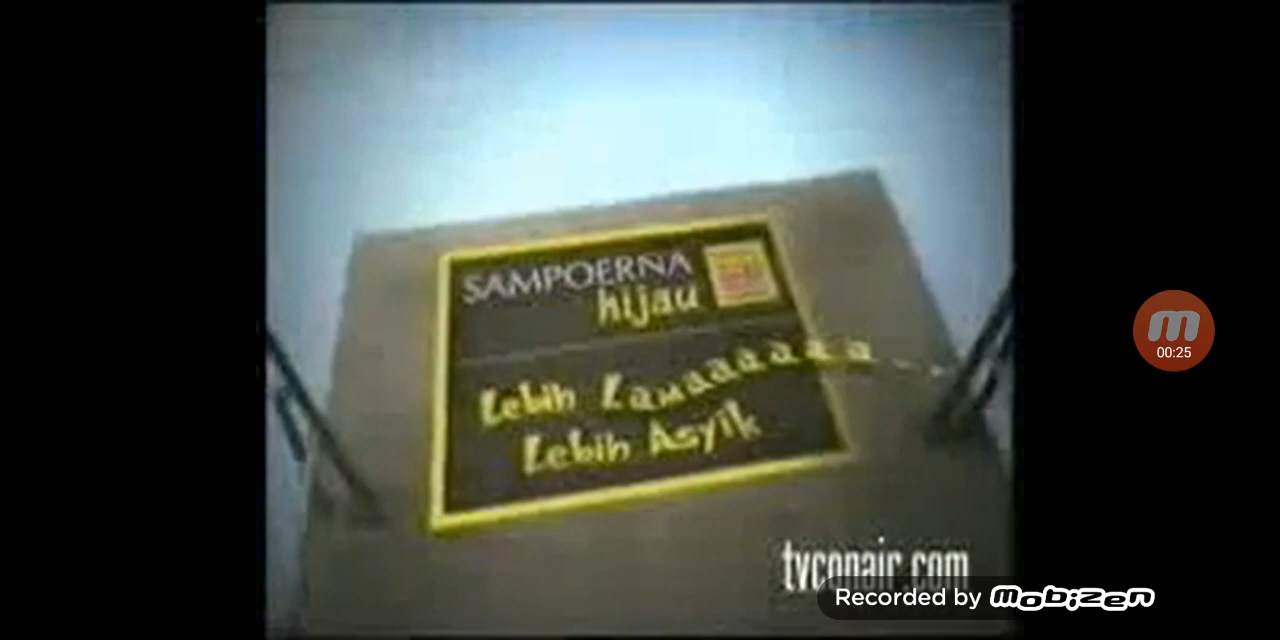 SAMPOERNA
hijau
Lebih Lamaaaaaa
Lebih Asyik
tvconair.com
Recorded by mobizen
00:25